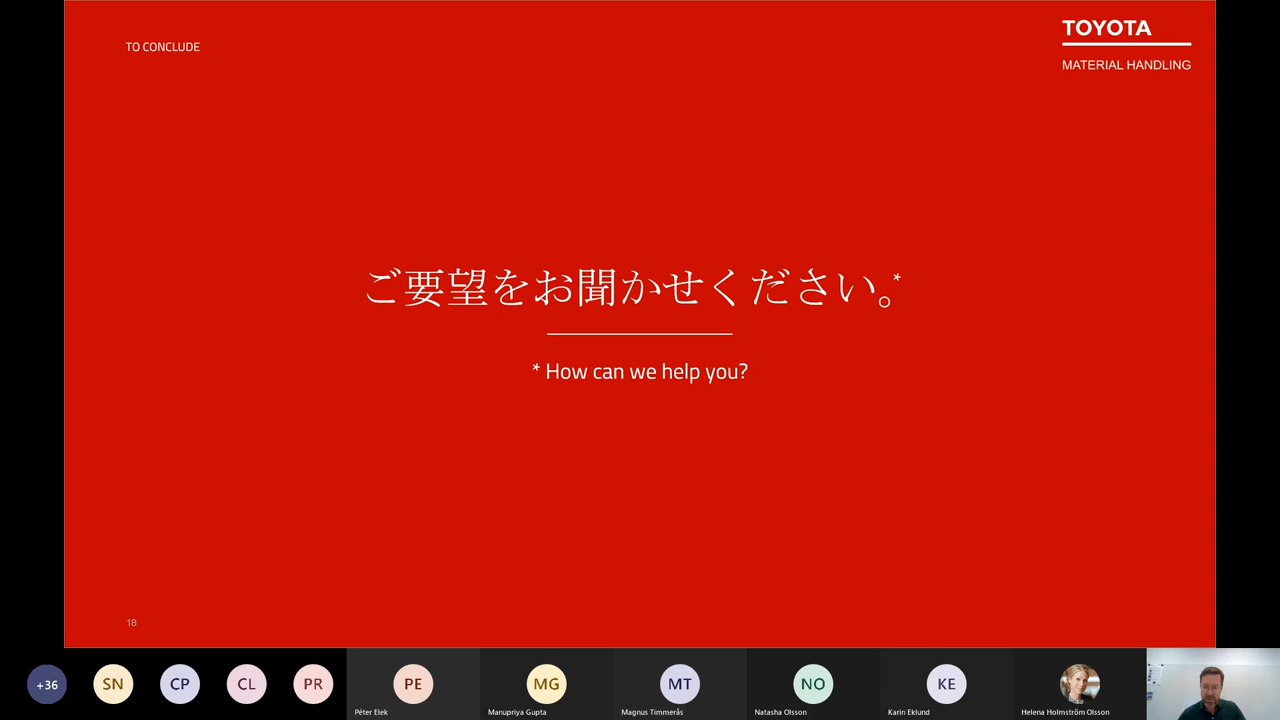 TO CONCLUDE
TOYOTA
MATERIAL HANDLING
ご要望をお聞かせください。*
* How can we help you?
18
+36
SN
CP
CL
PR
PE
MG
MT
NO
KE
Péter Elek
Manupriya Gupta
Magnus Timmerås
Natasha Olsson
Karin Eklund
Helena Holmström Olsson